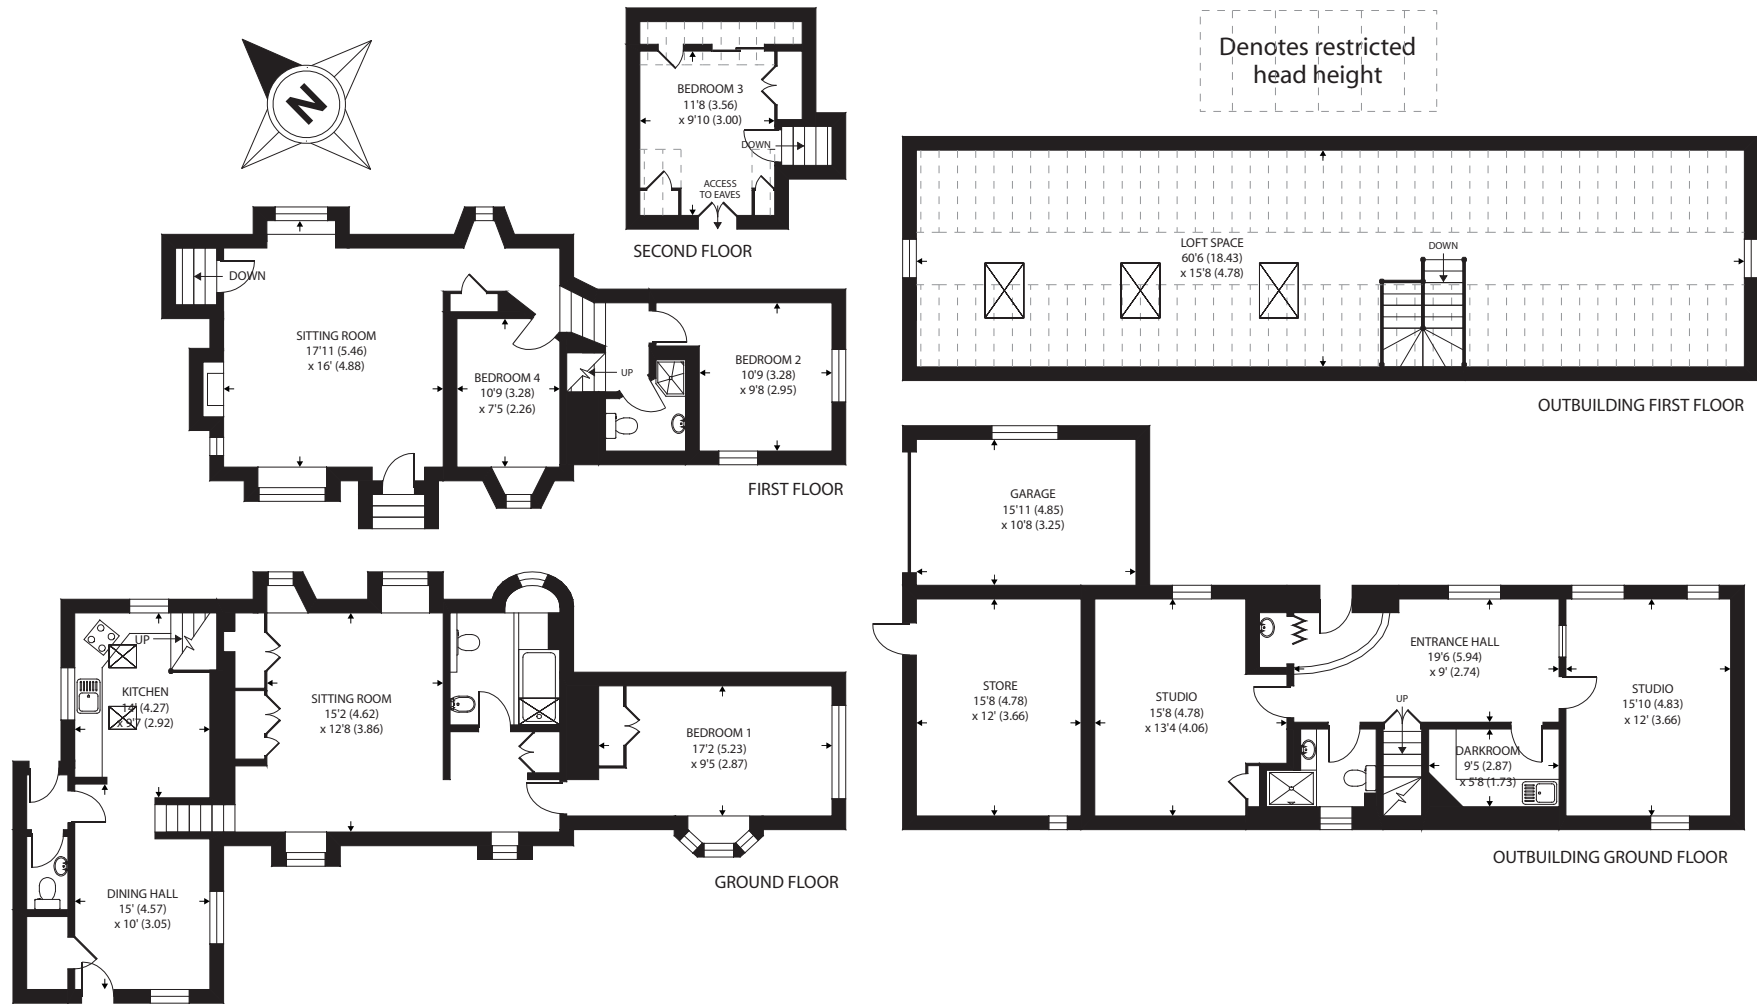 N
BEDROOM 3
11'8 (3.56)
x 9'10 (3.00)
DOWN
ACCESS
TO EAVES
SECOND FLOOR
Denotes restricted
head height
DOWN
SITTING ROOM
17'11 (5.46)
x 16' (4.88)
BEDROOM 4
10'9 (3.28)
x 7'5 (2.26)
UP
BEDROOM 2
10'9 (3.28)
x 9'8 (2.95)
FIRST FLOOR
LOFT SPACE
60'6 (18.43)
x 15'8 (4.78)
DOWN
OUTBUILDING FIRST FLOOR
GARAGE
15'11 (4.85)
x 10'8 (3.25)
UP
KITCHEN
14' (4.27)
x 9'7 (2.92)
SITTING ROOM
15'2 (4.62)
x 12'8 (3.86)
BEDROOM 1
17'2 (5.23)
x 9'5 (2.87)
DINING HALL
15' (4.57)
x 10' (3.05)
GROUND FLOOR
STORE
15'8 (4.78)
x 12' (3.66)
STUDIO
15'8 (4.78)
x 13'4 (4.06)
ENTRANCE HALL
19'6 (5.94)
x 9' (2.74)
UP
DARKROOM
9'5 (2.87)
x 5'8 (1.73)
STUDIO
15'10 (4.83)
x 12' (3.66)
OUTBUILDING GROUND FLOOR